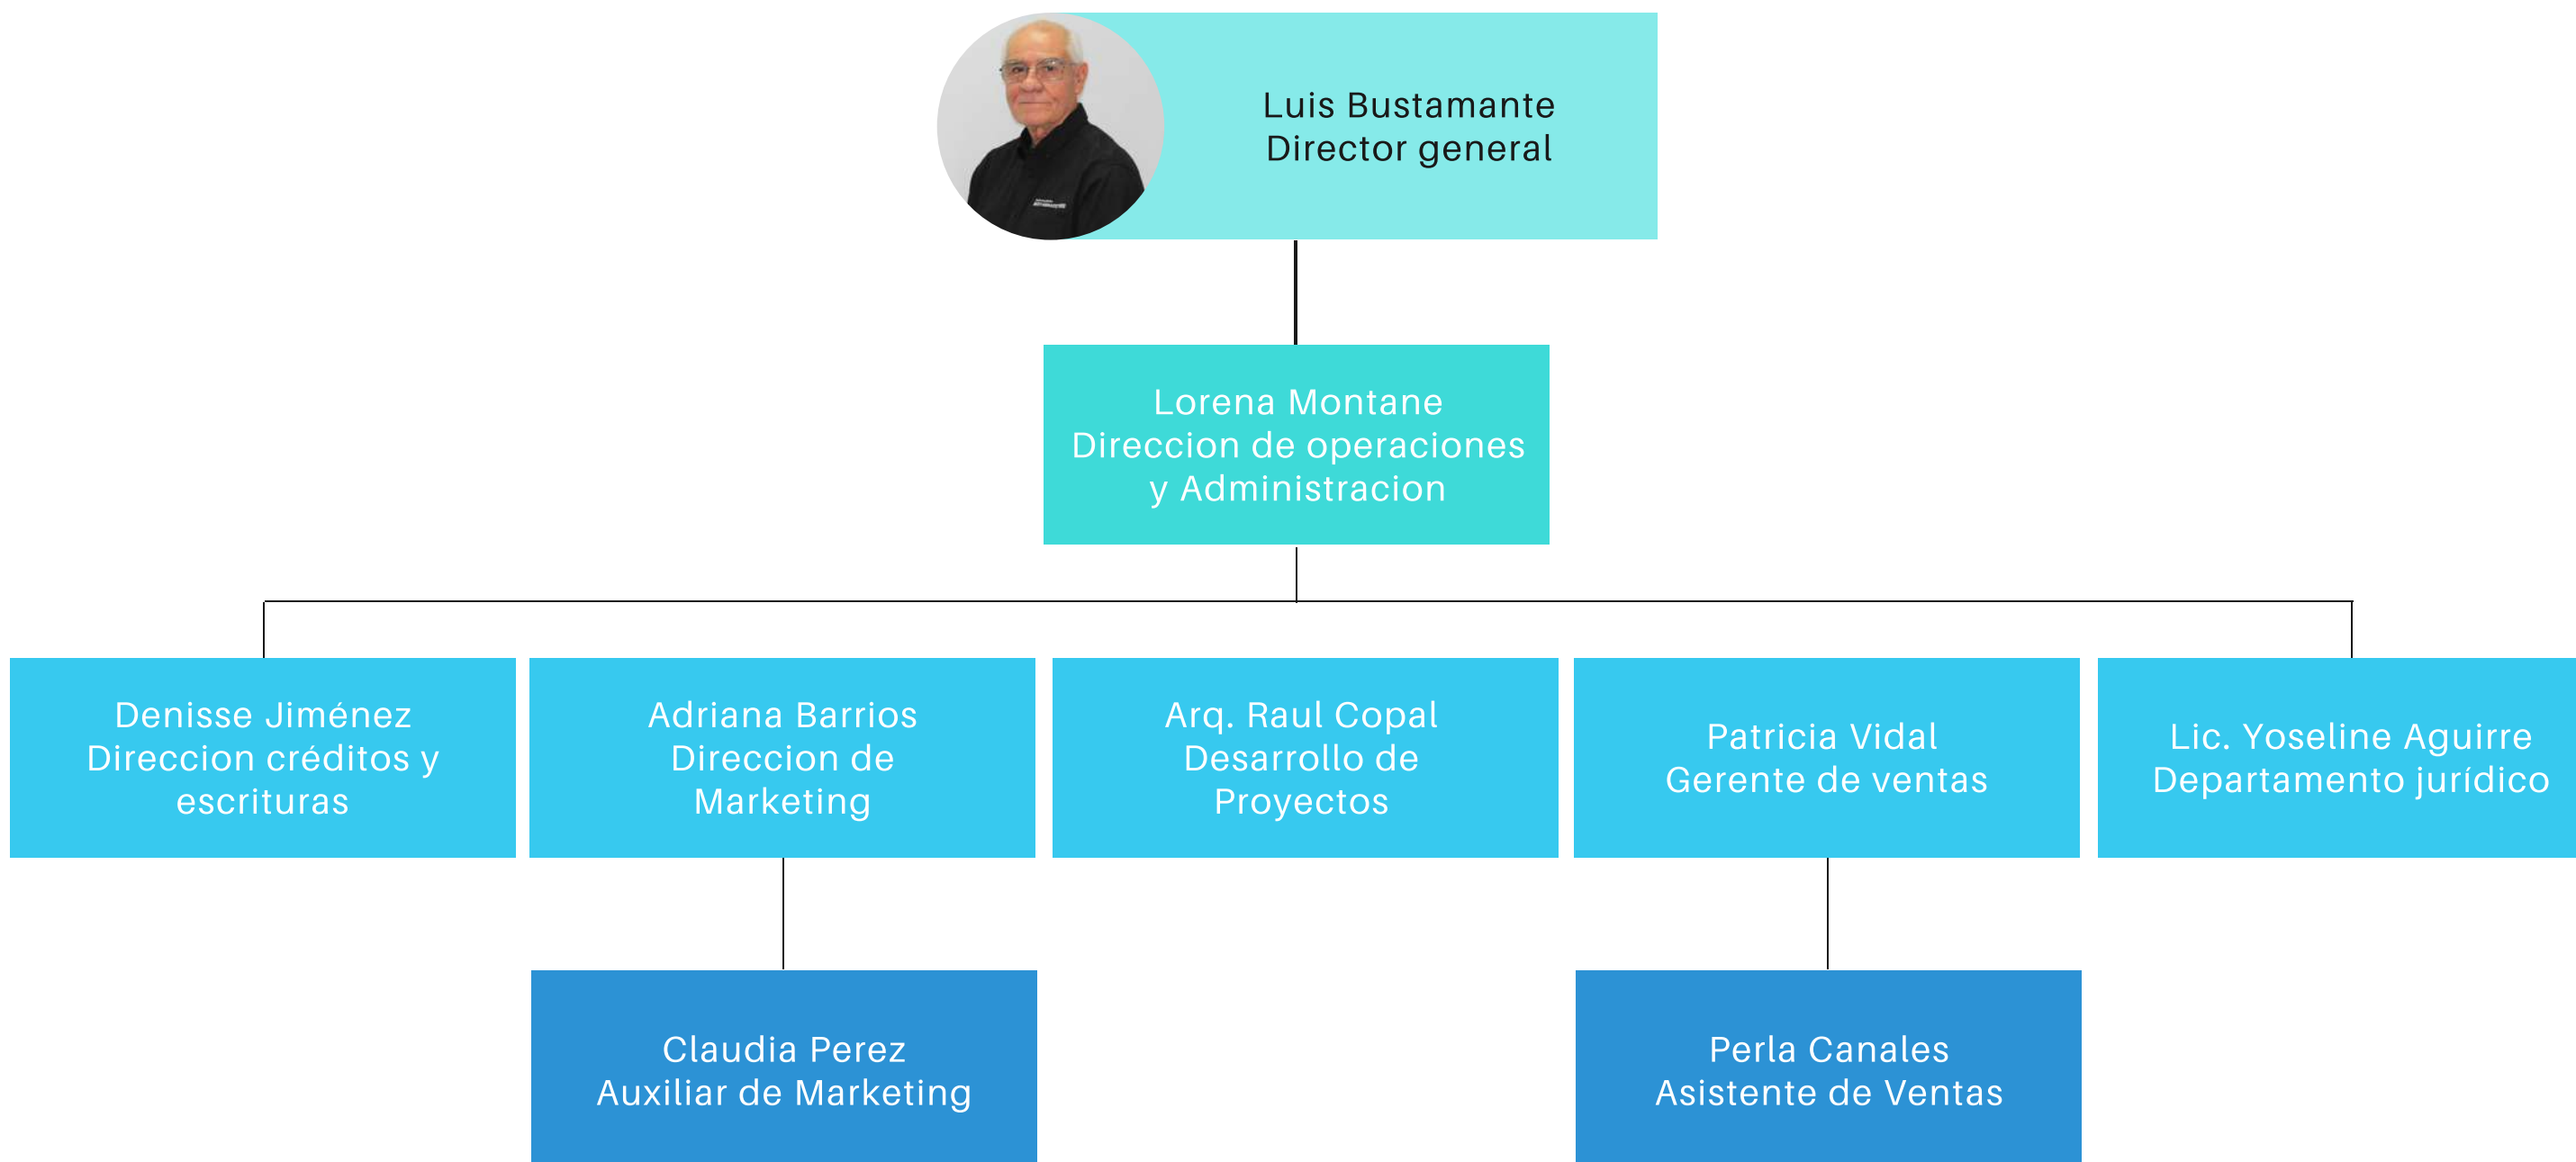 Luis Bustamante
Director general
Lorena Montane
Direccion de operaciones
y Administracion
Denisse Jiménez
Direccion créditos y
escrituras
Adriana Barrios
Direccion de
Marketing
Arq. Raul Copal
Desarrollo de
Proyectos
Patricia Vidal
Gerente de ventas
Lic. Yoseline Aguirre
Departamento jurídico
Claudia Perez
Auxiliar de Marketing
Perla Canales
Asistente de Ventas